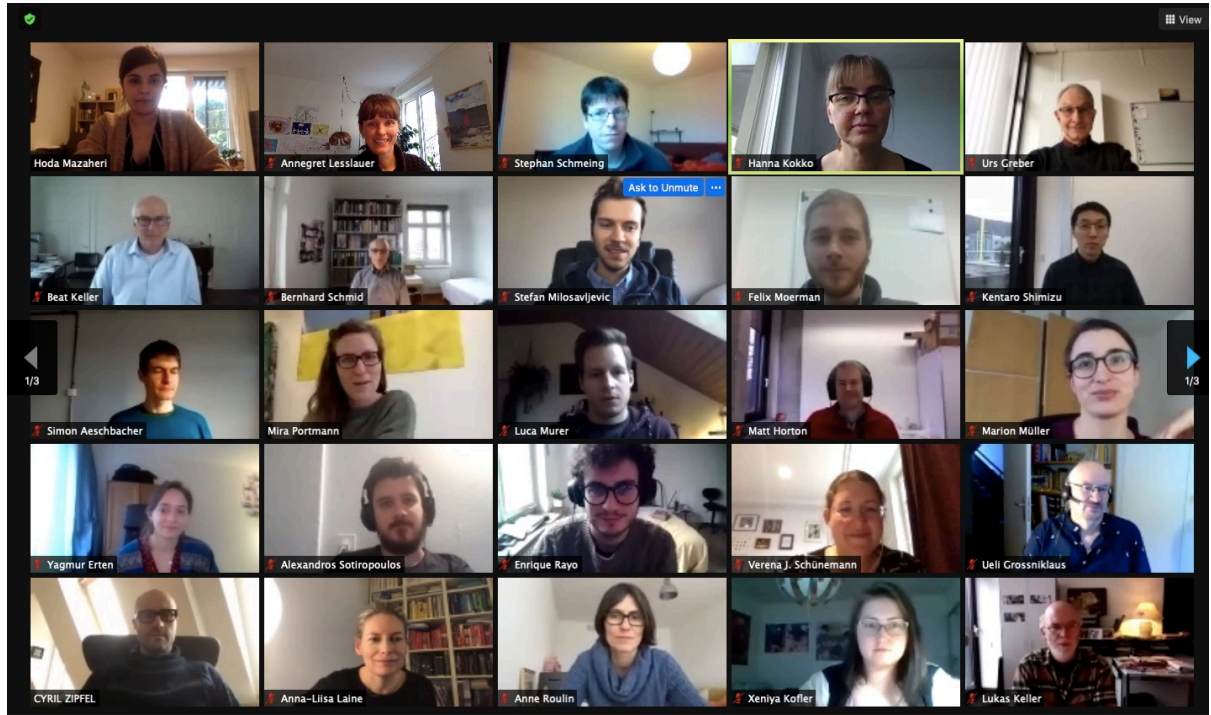 View
Hoda Mazaheri
Annegret Lesslauer
Stephan Schmeing
Hanna Kokko
Urs Greber
Ask to Unmute ...
Beat Keller
Bernhard Schmid
Stefan Milosavljevic
Felix Moerman
Kentaro Shimizu
1/3
1/3
Simon Aeschbacher
Mira Portmann
Luca Murer
Matt Horton
Marion Müller
Yagmur Erten
Alexandros Sotiropoulos
Enrique Rayo
Verena J. Schünemann
Ueli Grossniklaus
CYRIL ZIPFEL
Anna-Liisa Laine
Anne Roulin
Xeniya Kofler
Lukas Keller